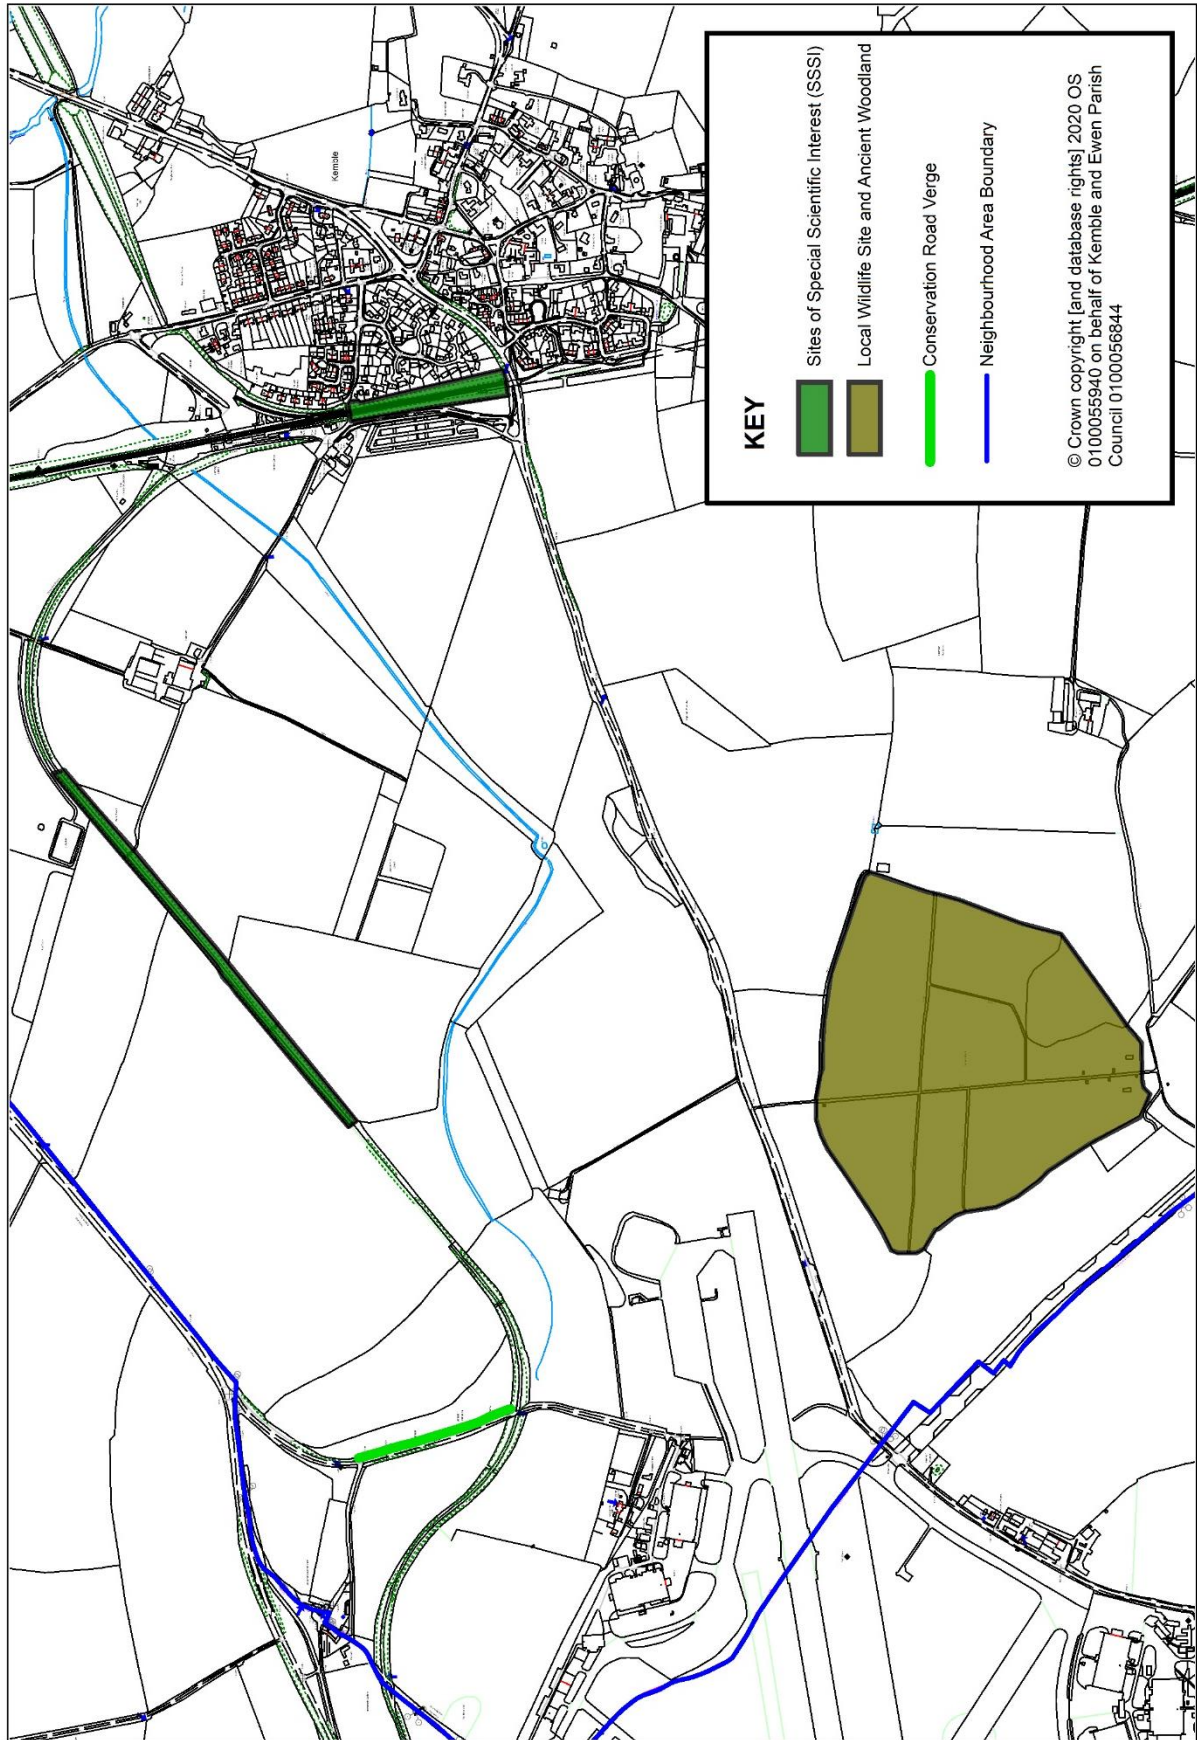 Kemble
KEY
Sites of Special Scientific Interest (SSSI)
Local Wildlife Site and Ancient Woodland
Conservation Road Verge
Neighbourhood Area Boundary
© Crown copyright [and database rights] 2020 OS
0100055940 on behalf of Kemble and Ewen Parish
Council 0100056844